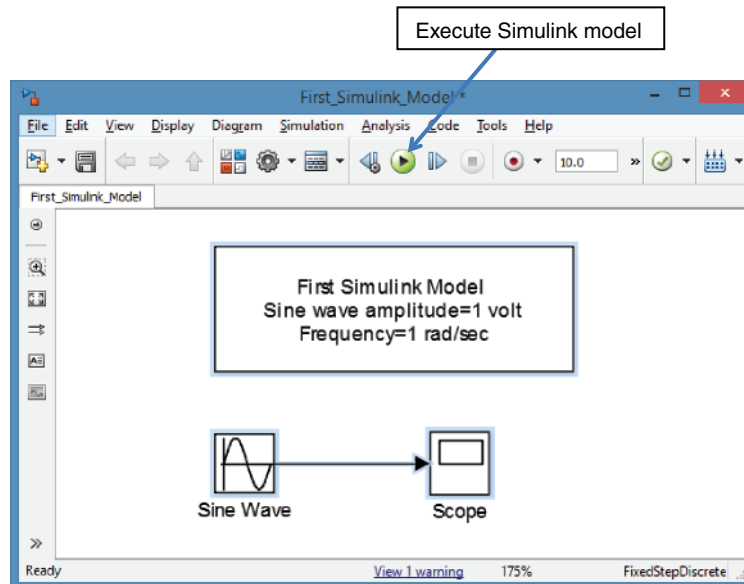 Execute Simulink model
First_Simulink_Model *
File Edit View Display Diagram Simulation Analysis Code Tools Help
10.0
First_Simulink_Model
First Simulink Model
Sine wave amplitude=1 volt
Frequency=1 rad/sec
Sine Wave
Scope
Ready View 1 warning 175% FixedStepDiscrete